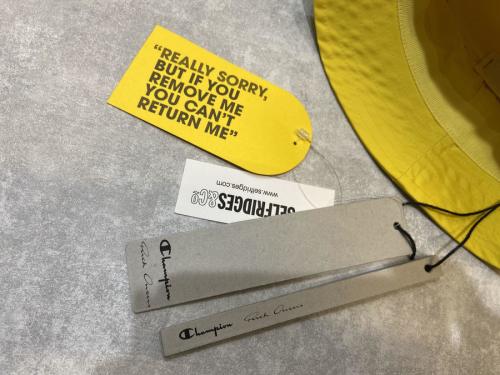 "REALLY SORRY,
BUT IF YOU
REMOVE ME
YOU CAN'T
RETURN ME"
SELFRIDGES&Cº
www.selfridges.com
Champion
Rick Owens
Champion Rick Owens